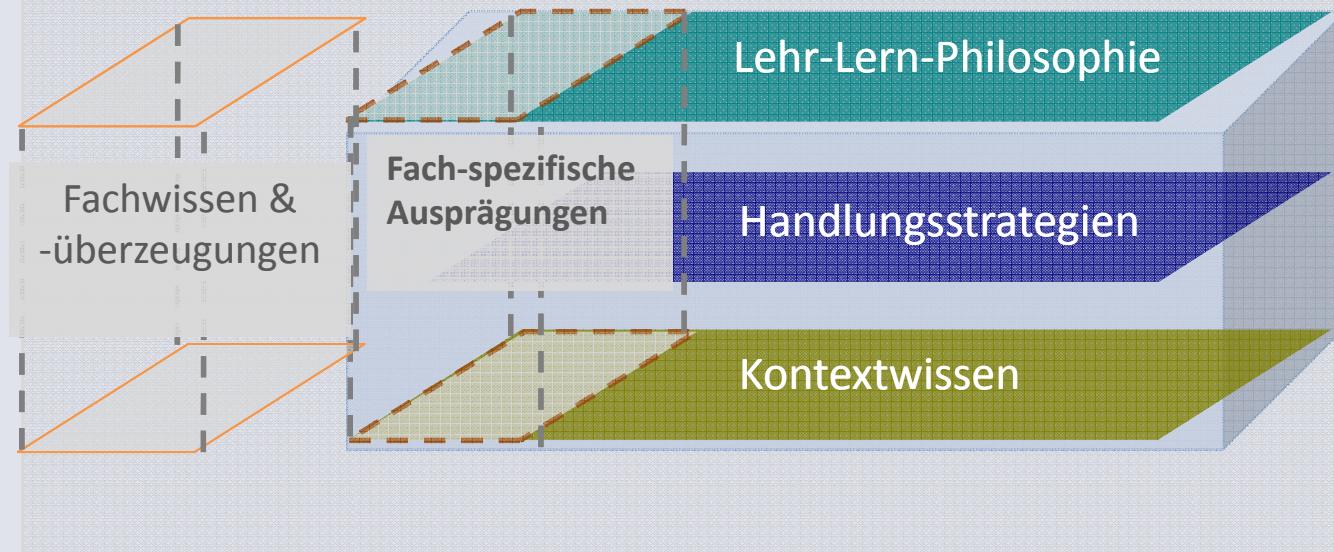 Lehr-Lern-Philosophie
Fachwissen &
-überzeugungen
Fach-spezifische
Ausprägungen
Handlungsstrategien
Kontextwissen